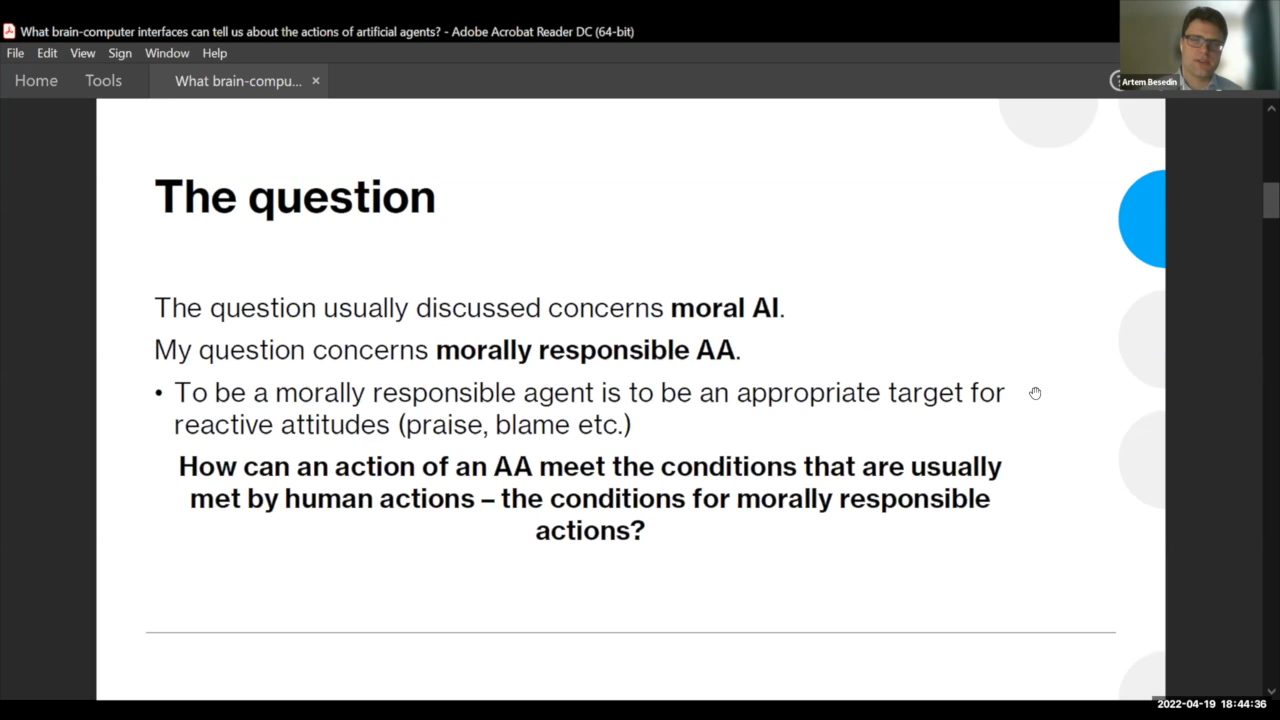 What brain-computer interfaces can tell us about the actions of artificial agents? - Adobe Acrobat Reader DC (64-bit)
File Edit View Sign Window Help
Home Tools What brain-compu... ×
Artem Besedin
The question
The question usually discussed concerns moral AI.
My question concerns morally responsible AA.
• To be a morally responsible agent is to be an appropriate target for
reactive attitudes (praise, blame etc.)
How can an action of an AA meet the conditions that are usually
met by human actions – the conditions for morally responsible
actions?
2022-04-19 18:44:36